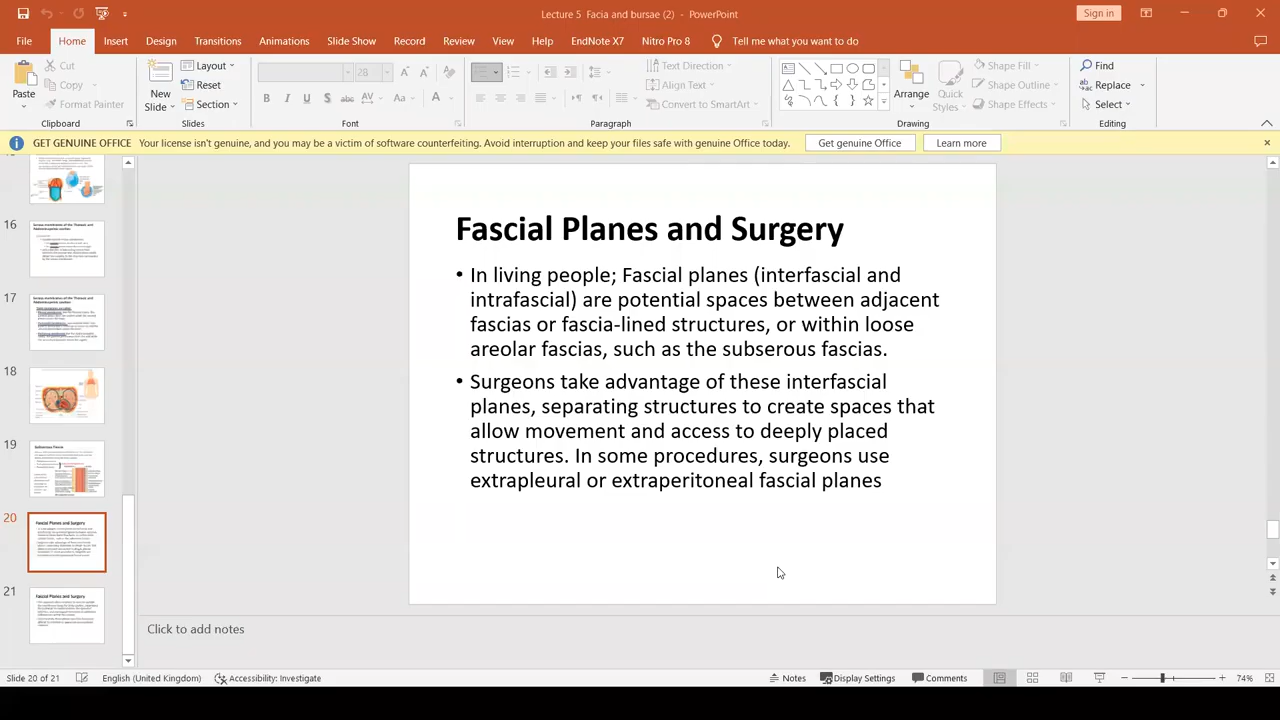 Lecture 5 Facia and bursae (2) - PowerPoint
Sign in
File Home Insert Design Transitions Animations Slide Show Record Review View Help EndNote X7 Nitro Pro 8 Tell me what you want to do
Paste
Cut
Copy
Format Painter
Clipboard
New Slide
Layout
Reset
Section
Slides
28
B I U S abc AV Aa A
Font
Text Direction
Align Text
Convert to SmartArt
Paragraph
Arrange
Quick Styles
Shape Fill
Shape Outline
Shape Effects
Drawing
Find
Replace
Select
Editing
GET GENUINE OFFICE Your license isn't genuine, and you may be a victim of software counterfeiting. Avoid interruption and keep your files safe with genuine Office today. Get genuine Office Learn more
16
17
18
19
20
Fascial Planes and Surgery
21
Fascial Planes and Surgery
Fascial Planes and Surgery
• In living people; Fascial planes (interfascial and
intrafascial) are potential spaces between adjacent
fascias or fascia-lined structures, or within loose
areolar fascias, such as the subserous fascias.
• Surgeons take advantage of these interfascial
planes, separating structures to create spaces that
allow movement and access to deeply placed
structures. In some procedures, surgeons use
extrapleural or extraperitoneal fascial planes
Click to add notes
Slide 20 of 21 English (United Kingdom) Accessibility: Investigate Notes Display Settings Comments 74%